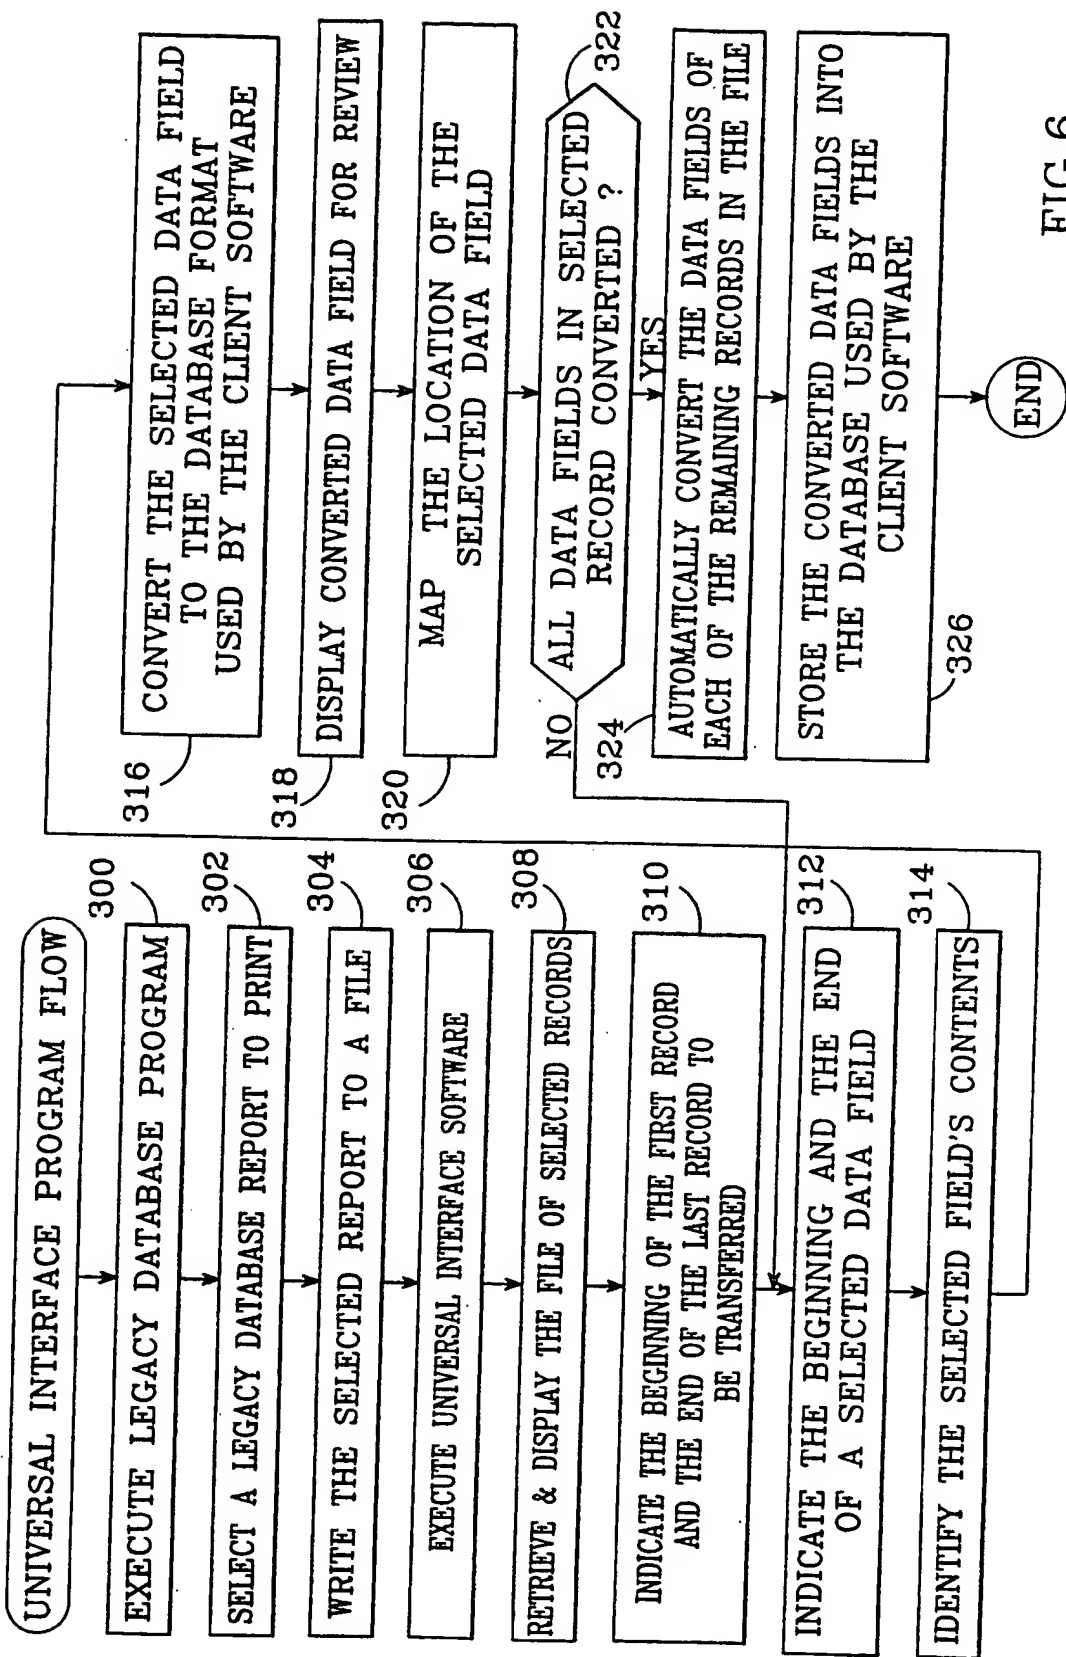 UNIVERSAL INTERFACE PROGRAM FLOW
300
EXECUTE LEGACY DATABASE PROGRAM
302
SELECT A LEGACY DATABASE REPORT TO PRINT
304
WRITE THE SELECTED REPORT TO A FILE
306
EXECUTE UNIVERSAL INTERFACE SOFTWARE
308
RETRIEVE & DISPLAY THE FILE OF SELECTED RECORDS
310
INDICATE THE BEGINNING OF THE FIRST RECORD
AND THE END OF THE LAST RECORD TO
BE TRANSFERRED
312
INDICATE THE BEGINNING AND THE END
OF A SELECTED DATA FIELD
314
IDENTIFY THE SELECTED FIELD'S CONTENTS
316
CONVERT THE SELECTED DATA FIELD
TO THE DATABASE FORMAT
USED BY THE CLIENT SOFTWARE
318
DISPLAY CONVERTED DATA FIELD FOR REVIEW
320
MAP THE LOCATION OF THE
SELECTED DATA FIELD
322
ALL DATA FIELDS IN SELECTED
RECORD CONVERTED ?
NO
YES
324
AUTOMATICALLY CONVERT THE DATA FIELDS OF
EACH OF THE REMAINING RECORDS IN THE FILE
STORE THE CONVERTED DATA FIELDS INTO
THE DATABASE USED BY THE
CLIENT SOFTWARE
326
END
FIG 6